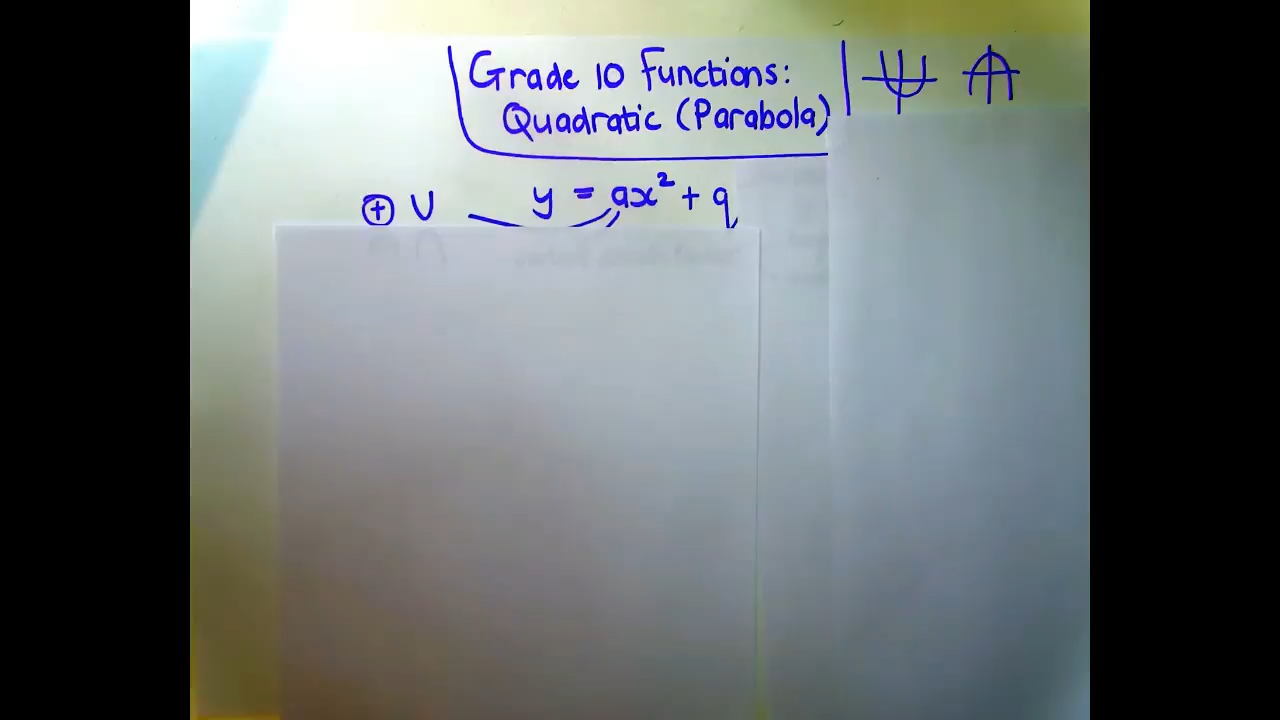 Grade 10 Functions:
Quadratic (Parabola)
⊕ U y = ax² + q